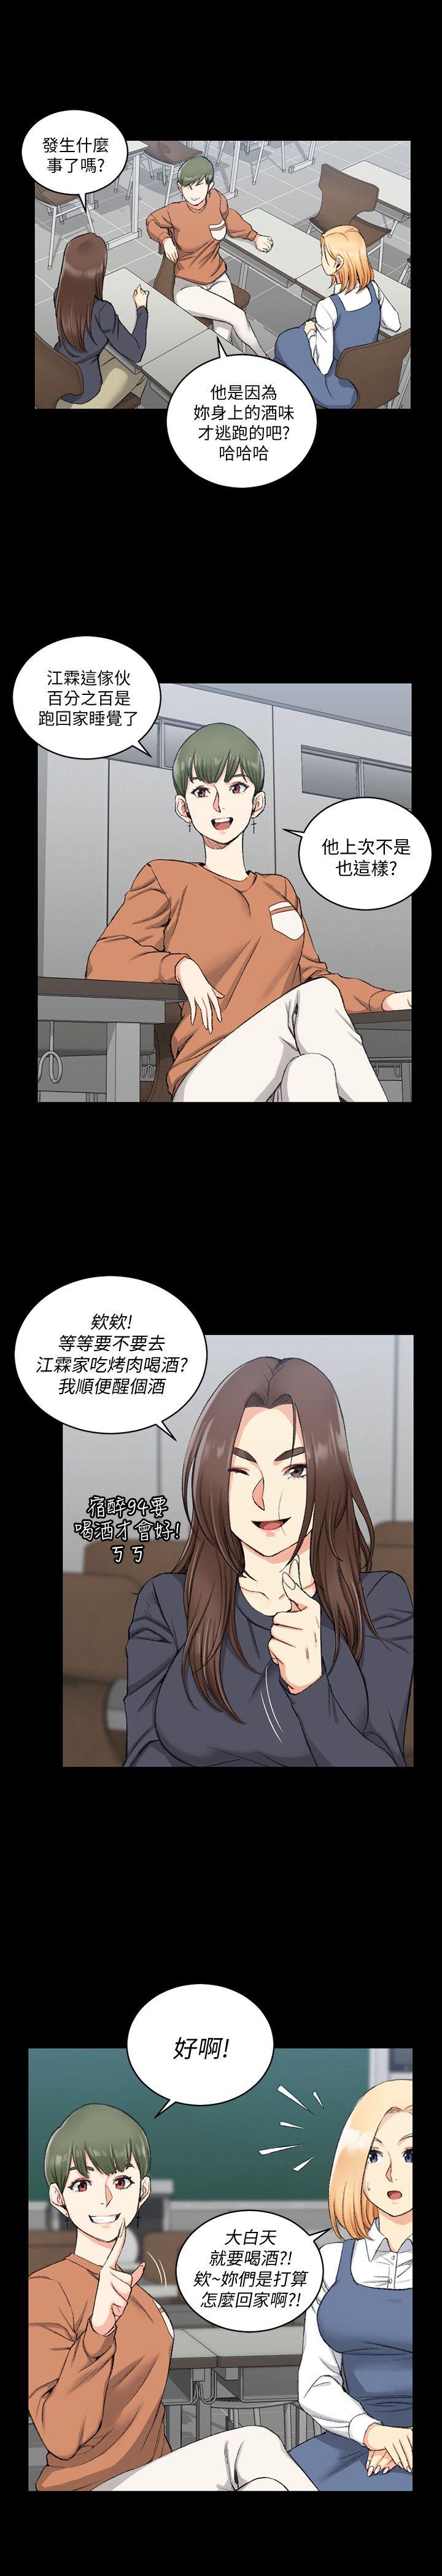 發生什麼
事了嗎?
他是因為
妳身上的酒味
才逃跑的吧?
哈哈哈
江霖這傢伙
百分之百是
跑回家睡覺了
他上次不是
也這樣?
欸欸!
等等要不要去
江霖家吃烤肉喝酒?
我順便醒個酒
宿醉94要
喝酒才會好!
ㄎㄎ
好啊!
大白天
就要喝酒?!
欸~妳們是打算
怎麼回家啊?!